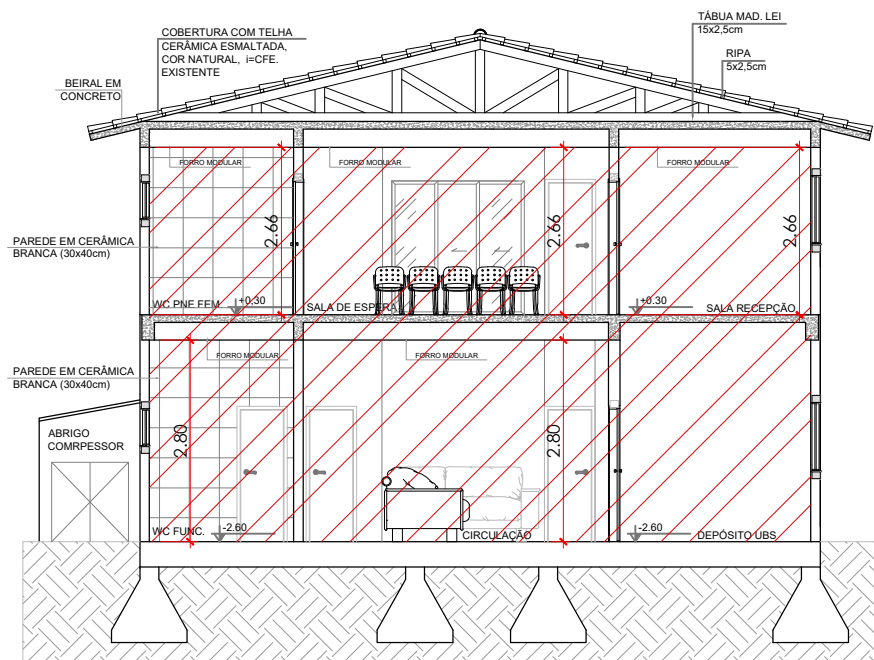 TÁBUA MAD. LEI
15x2,5cm
COBERTURA COM TELHA
CERÂMICA ESMALTADA,
COR NATURAL, i=CFE.
EXISTENTE
RIPA
5x2,5cm
BEIRAL EM
CONCRETO
FORRO MODULAR
FORRO MODULAR
FORRO MODULAR
2.66
2.66
2.66
PAREDE EM CERÂMICA
BRANCA (30x40cm)
WC PNE FEM.
+0.30
SALA DE ESPERA
+0.30
SALA RECEPÇÃO
FORRO MODULAR
FORRO MODULAR
PAREDE EM CERÂMICA
BRANCA (30x40cm)
ABRIGO
COMRPESSOR
2.80
2.80
WC FUNC.
-2.60
CIRCULAÇÃO
-2.60
DEPÓSITO UBS